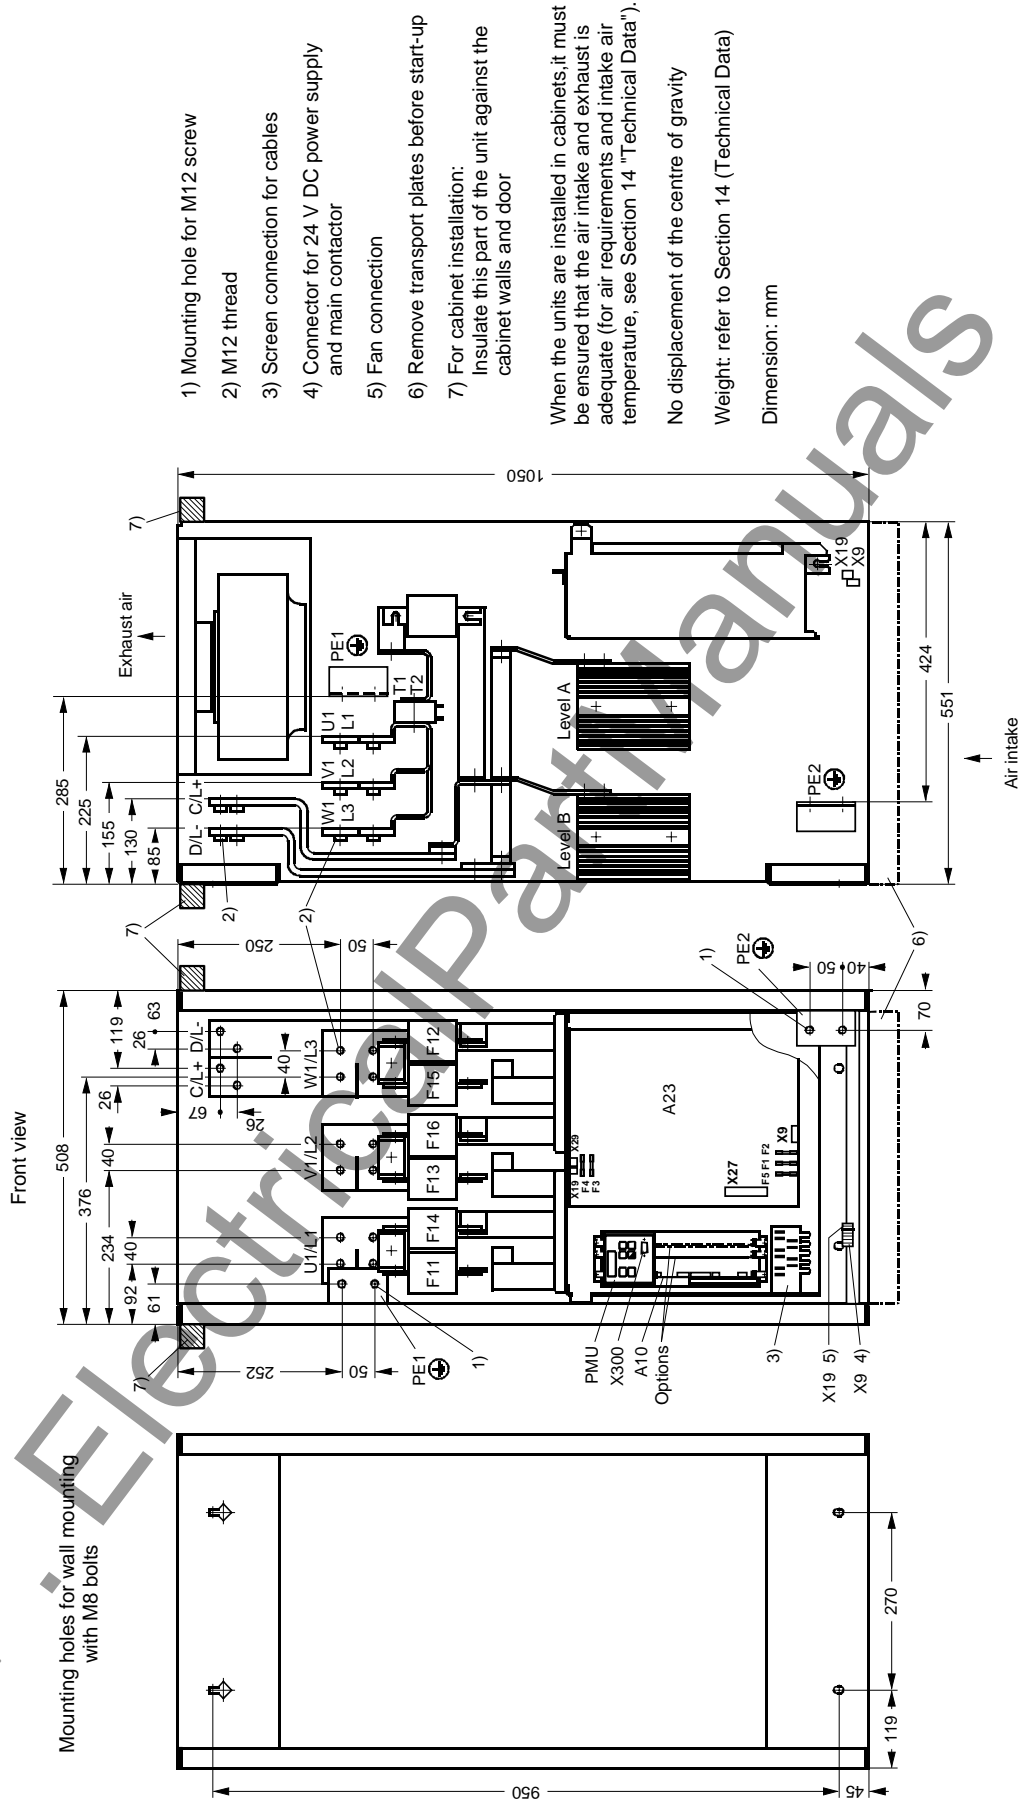 1) Mounting hole for M12 screw
2) M12 thread
3) Screen connection for cables
4) Connector for 24 V DC power supply
and main contactor
5) Fan connection
6) Remove transport plates before start-up
7) For cabinet installation:
Insulate this part of the unit against the
cabinet walls and door
When the units are installed in cabinets,it must
be ensured that the air intake and exhaust is
adequate (for air requirements and intake air
temperature, see Section 14 "Technical Data").
No displacement of the centre of gravity
Weight: refer to Section 14 (Technical Data)
Dimension: mm
Exhaust air
7)
7)
285
225
155
130
85
D/L- C/L+
W1 V1 U1
L3 L2 L1
PE1
T1
T2
2)
2)
1050
Level B
Level A
PE2
X19
X9
424
551
6)
Air intake
Front view
508
376
234
92
40
40
26
119
26
63
61
67
26
C/L+ D/L-
250
50
U1/L1
V1/L2
W1/L3
40
F11 F14
F13 F16
F15 F12
252
50
7)
PE1
1)
A23
X19 X29
F4
F3
X27
X9
F5 F1 F2
PMU
X300
A10
Options
3)
X19 5)
X9 4)
1)
PE2
50
40
70
Mounting holes for wall mounting
with M8 bolts
950
45
119
270
ElectricalPartManuals